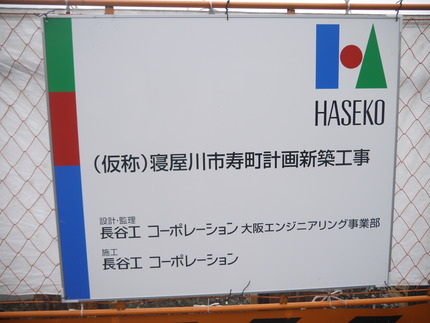 HASEKO
(仮称)寝屋川市寿町計画新築工事
設計・監理
長谷工 コーポレーション 大阪エンジニアリング事業部
施工
長谷工 コーポレーション